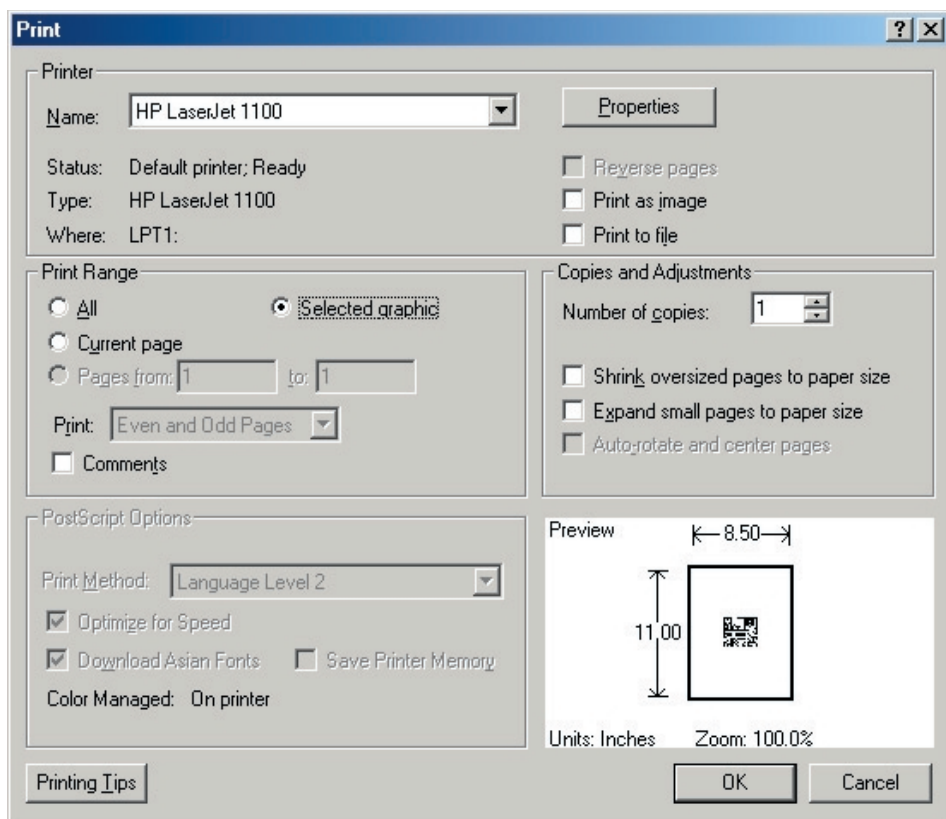 Print
Printer
Name: HP LaserJet 1100 Properties
Status: Default printer; Ready Reverse pages
Type: HP LaserJet 1100 Print as image
Where: LPT1: Print to file
Print Range
All Selected graphic
Current page
Pages from: 1 to: 1
Print: Even and Odd Pages
Comments
Copies and Adjustments
Number of copies: 1
Shrink oversized pages to paper size
Expand small pages to paper size
Auto-rotate and center pages
PostScript Options
Print Method: Language Level 2
Optimize for Speed
Download Asian Fonts Save Printer Memory
Color Managed: On printer
Preview
8.50
11.00
Units: Inches Zoom: 100.0%
Printing Tips OK Cancel